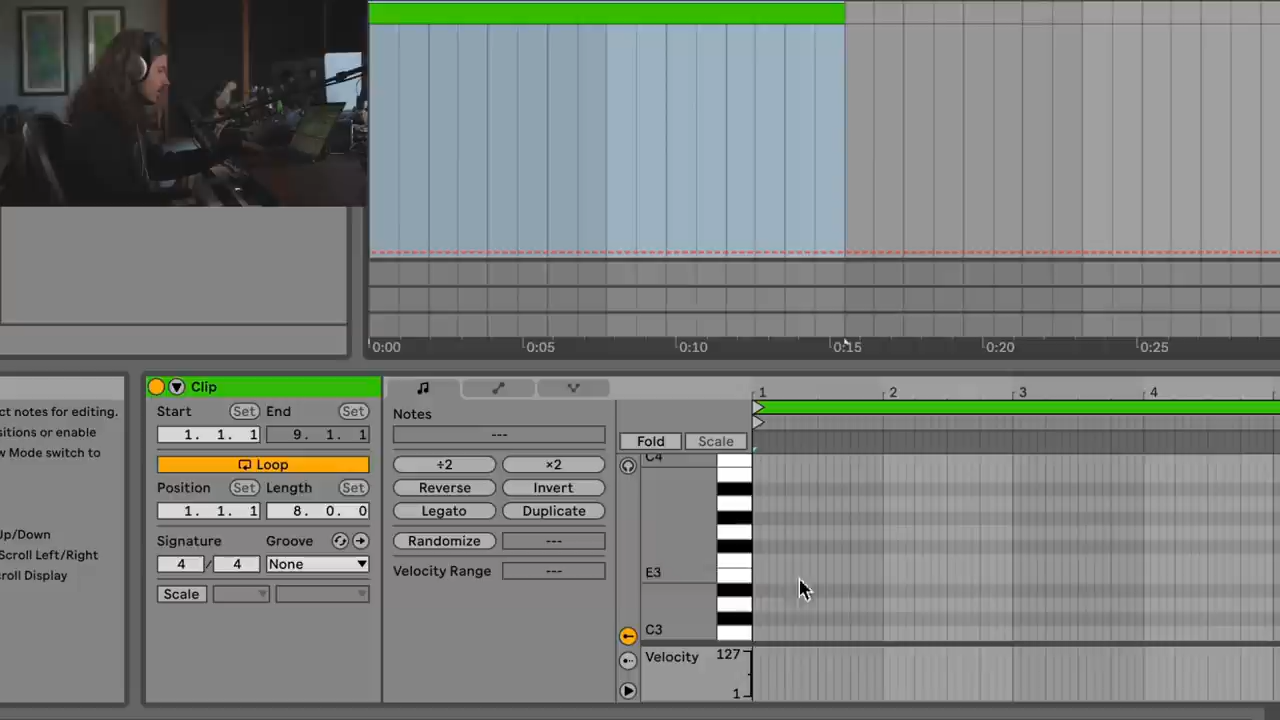 0:00 0:05 0:10 0:15 0:20 0:25
ct notes for editing.
sitions or enable
w Mode switch to
Up/Down
Scroll Left/Right
croll Display
Clip
Start Set End Set
1. 1. 1 9. 1. 1
Loop
Position Set Length Set
1. 1. 1 8. 0. 0
Signature Groove
4 / 4 None
Scale
Notes
---
÷2 ×2
Reverse Invert
Legato Duplicate
Randomize ---
Velocity Range ---
1 2 3 4
Fold Scale
C4
E3
C3
Velocity 127
1